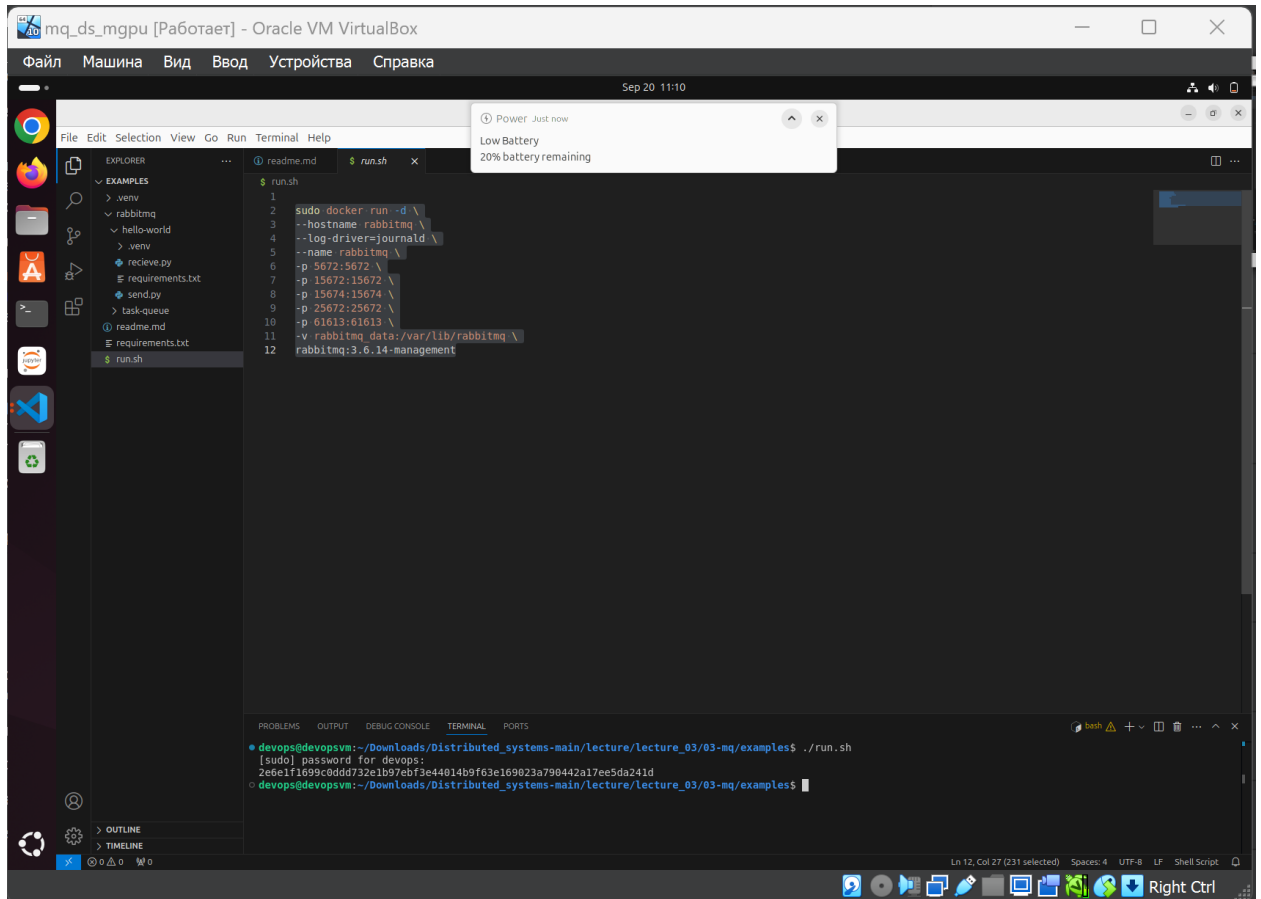 mq_ds_mgpu [Работает] - Oracle VM VirtualBox
Файл Машина Вид Ввод Устройства Справка
Sep 20 11:10
Power Just now
Low Battery
20% battery remaining
File Edit Selection View Go Run Terminal Help
EXPLORER
EXAMPLES
.venv
rabbitmq
hello-world
.venv
recieve.py
requirements.txt
send.py
task-queue
readme.md
requirements.txt
$ run.sh
OUTLINE
TIMELINE
readme.md $ run.sh
$ run.sh
1
2 sudo docker run -d \
3 --hostname rabbitmq \
4 --log-driver=journald \
5 --name rabbitmq \
6 -p 5672:5672 \
7 -p 15672:15672 \
8 -p 15674:15674 \
9 -p 25672:25672 \
10 -p 61613:61613 \
11 -v rabbitmq_data:/var/lib/rabbitmq \
12 rabbitmq:3.6.14-management
PROBLEMS OUTPUT DEBUG CONSOLE TERMINAL PORTS
bash
devops@devopsvm:~/Downloads/Distributed_systems-main/lecture/lecture_03/03-mq/examples$ ./run.sh
[sudo] password for devops:
2e6e1f1699c0ddd732e1b97ebf3e44014b9f63e169023a790442a17ee5da241d
devops@devopsvm:~/Downloads/Distributed_systems-main/lecture/lecture_03/03-mq/examples$
0 0 0
Ln 12, Col 27 (231 selected) Spaces: 4 UTF-8 LF Shell Script
Right Ctrl